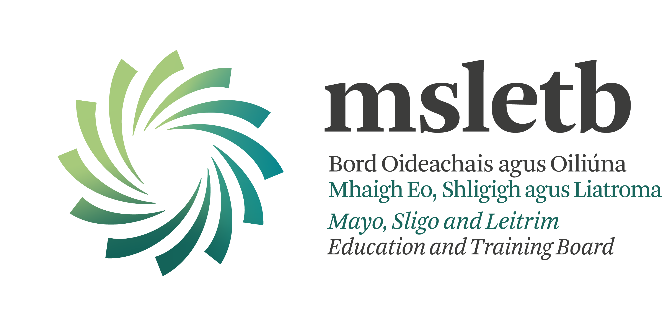 msletb
Bord Oideachais agus Oiliúna
Mhaigh Eo, Shligigh agus Liatroma
Mayo, Sligo and Leitrim
Education and Training Board